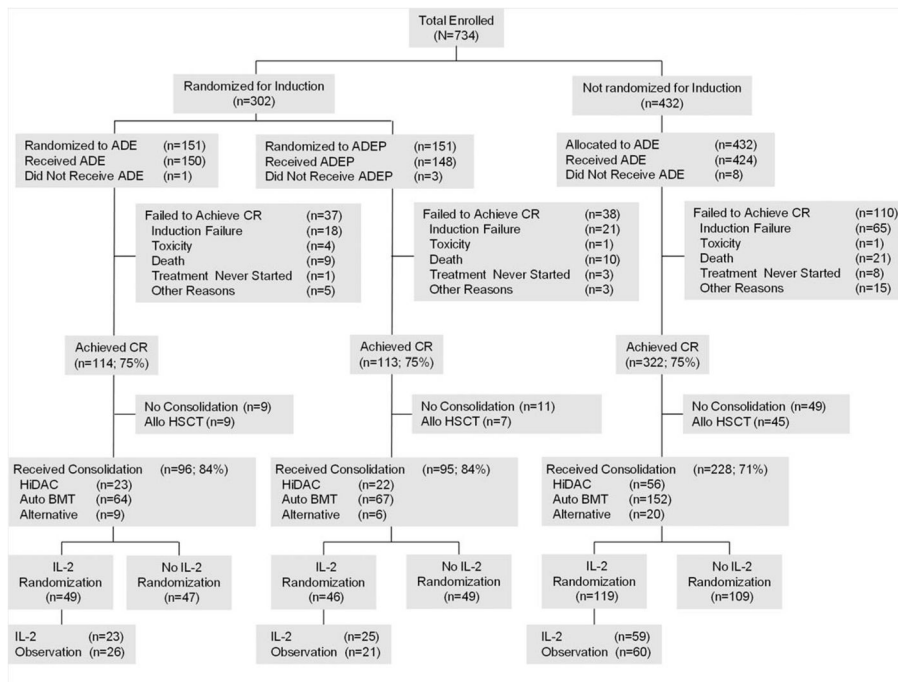 Total Enrolled
(N=734)
Randomized for Induction
(n=302)
Not randomized for Induction
(n=432)
Randomized to ADE (n=151)
Received ADE (n=150)
Did Not Receive ADE (n=1)
Randomized to ADEP (n=151)
Received ADEP (n=148)
Did Not Receive ADEP (n=3)
Allocated to ADE (n=432)
Received ADE (n=424)
Did Not Receive ADE (n=8)
Failed to Achieve CR (n=37)
Induction Failure (n=18)
Toxicity (n=4)
Death (n=9)
Treatment Never Started (n=1)
Other Reasons (n=5)
Failed to Achieve CR (n=38)
Induction Failure (n=21)
Toxicity (n=1)
Death (n=10)
Treatment Never Started (n=3)
Other Reasons (n=3)
Failed to Achieve CR (n=110)
Induction Failure (n=65)
Toxicity (n=1)
Death (n=21)
Treatment Never Started (n=8)
Other Reasons (n=15)
Achieved CR
(n=114; 75%)
Achieved CR
(n=113; 75%)
Achieved CR
(n=322; 75%)
No Consolidation (n=9)
Allo HSCT (n=9)
No Consolidation (n=11)
Allo HSCT (n=7)
No Consolidation (n=49)
Allo HSCT (n=45)
Received Consolidation (n=96; 84%)
HiDAC (n=23)
Auto BMT (n=64)
Alternative (n=9)
Received Consolidation (n=95; 84%)
HiDAC (n=22)
Auto BMT (n=67)
Alternative (n=6)
Received Consolidation (n=228; 71%)
HiDAC (n=56)
Auto BMT (n=152)
Alternative (n=20)
IL-2
Randomization
(n=49)
No IL-2
Randomization
(n=47)
IL-2
Randomization
(n=46)
No IL-2
Randomization
(n=49)
IL-2
Randomization
(n=119)
No IL-2
Randomization
(n=109)
IL-2 (n=23)
Observation (n=26)
IL-2 (n=25)
Observation (n=21)
IL-2 (n=59)
Observation (n=60)